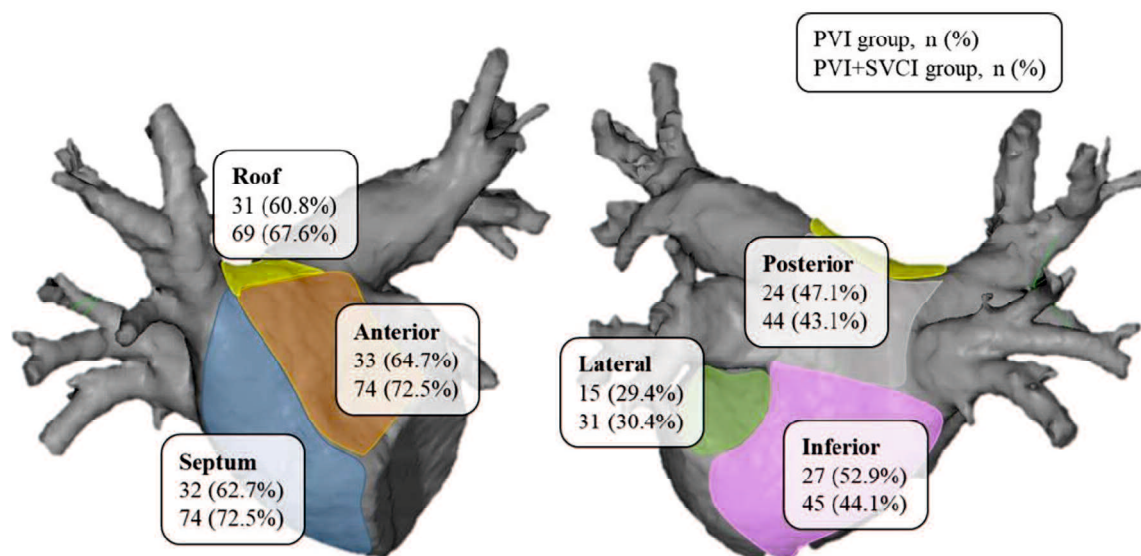 PVI group, n (%)
PVI+SVCI group, n (%)
Roof
31 (60.8%)
69 (67.6%)
Anterior
33 (64.7%)
74 (72.5%)
Septum
32 (62.7%)
74 (72.5%)
Posterior
24 (47.1%)
44 (43.1%)
Lateral
15 (29.4%)
31 (30.4%)
Inferior
27 (52.9%)
45 (44.1%)